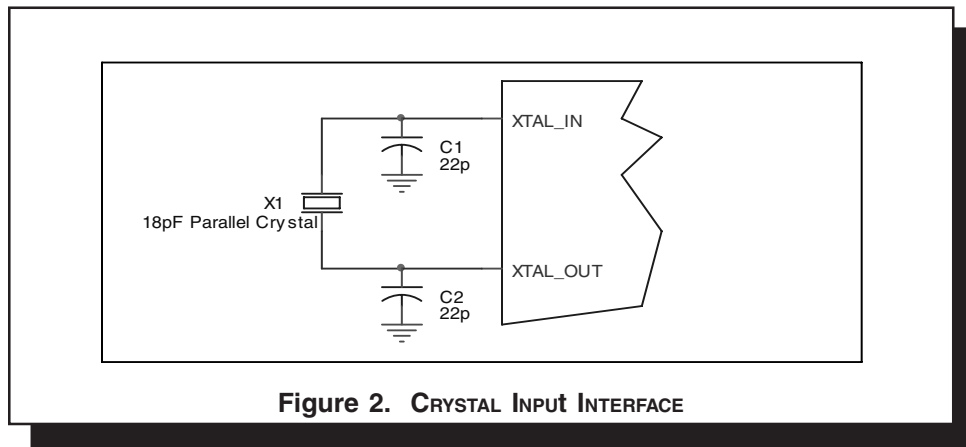 XTAL_IN
C1
22p
X1
18pF Parallel Crystal
XTAL_OUT
C2
22p
Figure 2. CRYSTAL INPUt INTERFACE